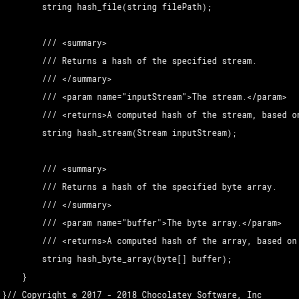 string hash_file(string filePath);
/// <summary>
/// Returns a hash of the specified stream.
/// </summary>
/// <param name="inputStream">The stream.</param>
/// <returns>A computed hash of the stream, based on
string hash_stream(Stream inputStream);
/// <summary>
/// Returns a hash of the specified byte array.
/// </summary>
/// <param name="buffer">The byte array.</param>
/// <returns>A computed hash of the array, based on
string hash_byte_array(byte[] buffer);
}
}// Copyright © 2017 - 2018 Chocolatey Software, Inc